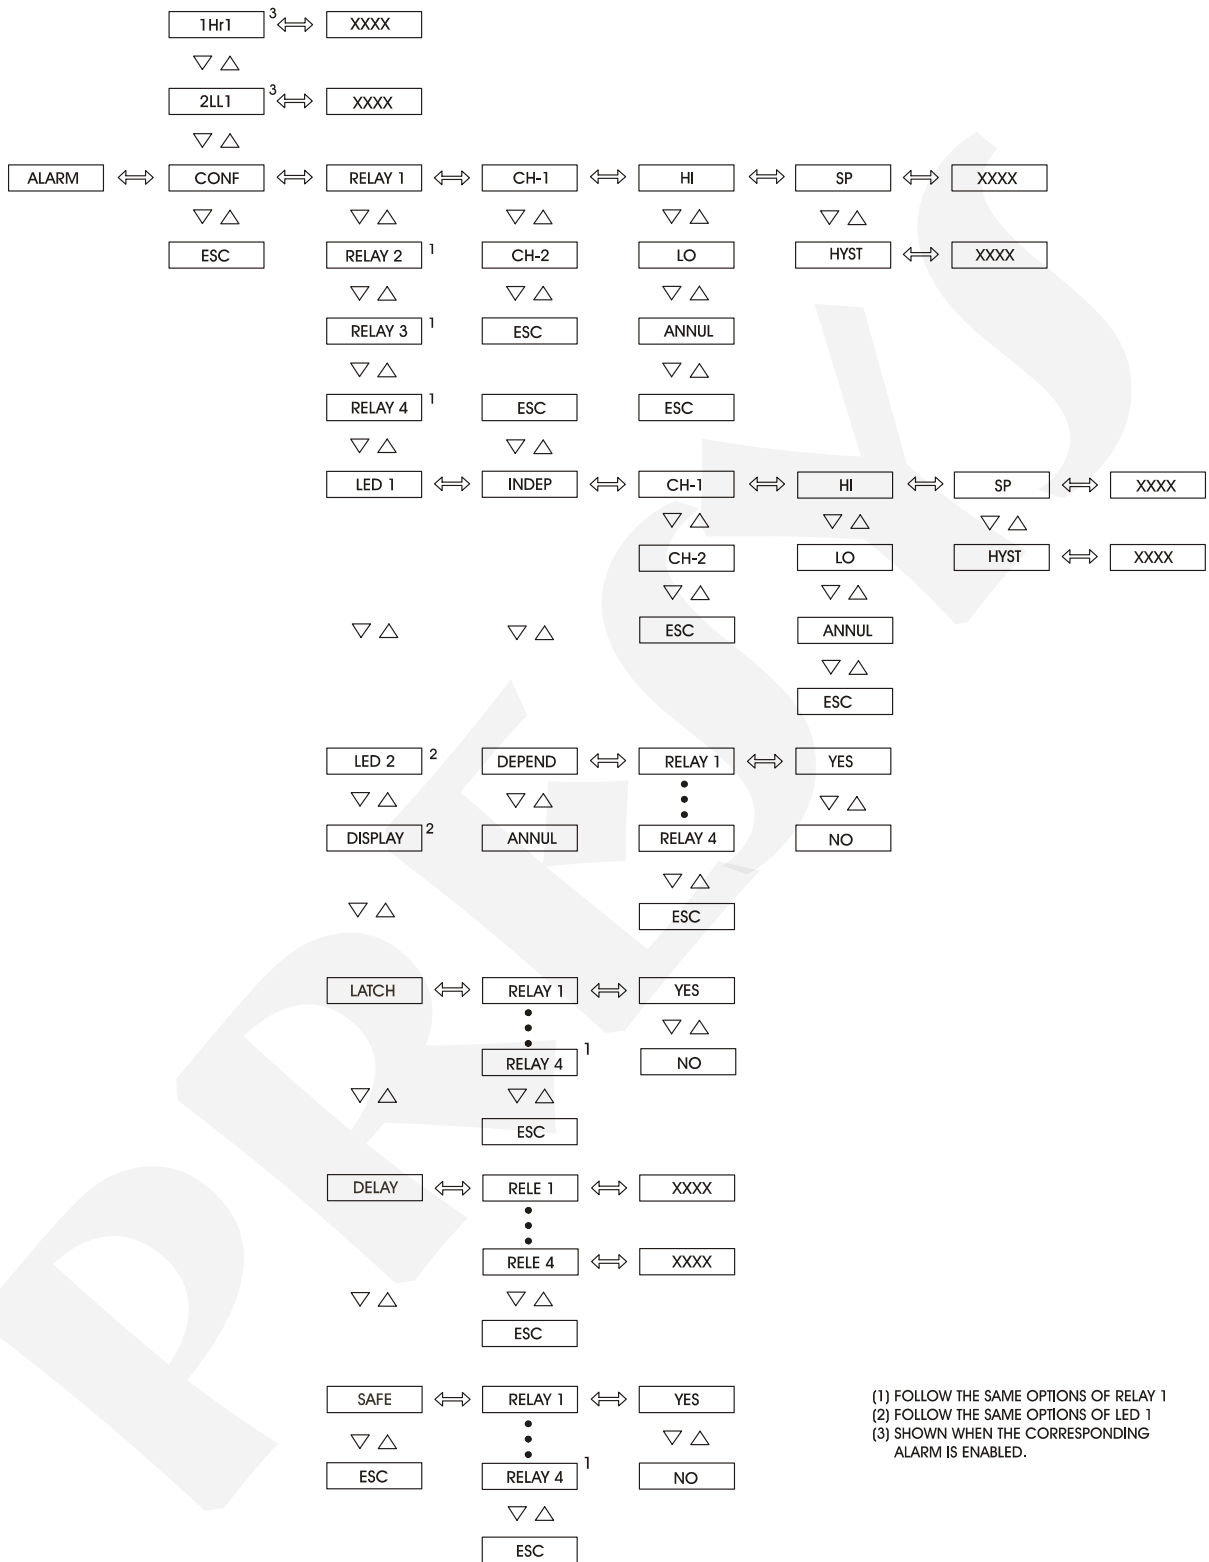 1Hr1 3 XXXX
2LL1 3 XXXX
ALARM CONF RELAY 1 CH-1 HI SP XXXX
ESC RELAY 2 1 CH-2 LO HYST XXXX
RELAY 3 1 ESC ANNUL
RELAY 4 1 ESC ESC
LED 1 INDEP CH-1 HI SP XXXX
CH-2 LO HYST XXXX
ESC ANNUL
ESC
LED 2 2 DEPEND RELAY 1 YES
DISPLAY 2 ANNUL RELAY 4 NO
ESC
LATCH RELAY 1 YES
RELAY 4 1 NO
ESC
DELAY RELE 1 XXXX
RELE 4 XXXX
ESC
SAFE RELAY 1 YES
ESC RELAY 4 1 NO
ESC
(1) FOLLOW THE SAME OPTIONS OF RELAY 1
(2) FOLLOW THE SAME OPTIONS OF LED 1
(3) SHOWN WHEN THE CORRESPONDING
ALARM IS ENABLED.
PRESYS